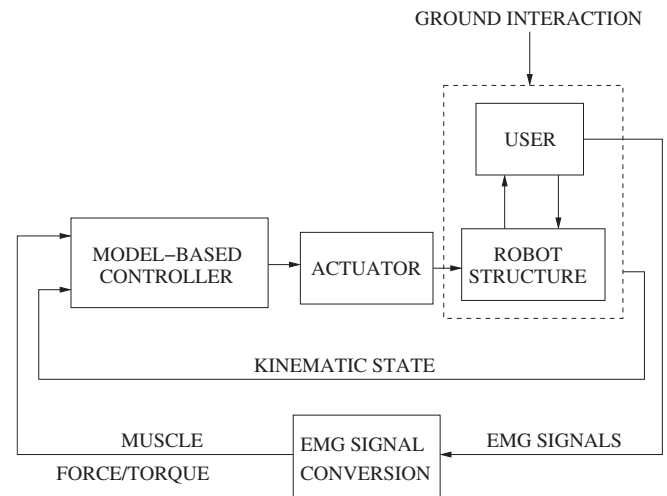 GROUND INTERACTION
USER
MODEL−BASED
CONTROLLER
ACTUATOR
ROBOT
STRUCTURE
KINEMATIC STATE
MUSCLE
FORCE/TORQUE
EMG SIGNAL
CONVERSION
EMG SIGNALS